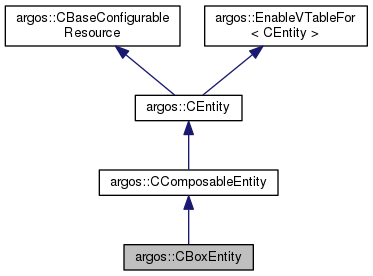 argos::CBaseConfigurable
Resource
argos::EnableVTableFor
< CEntity >
argos::CEntity
argos::CComposableEntity
argos::CBoxEntity